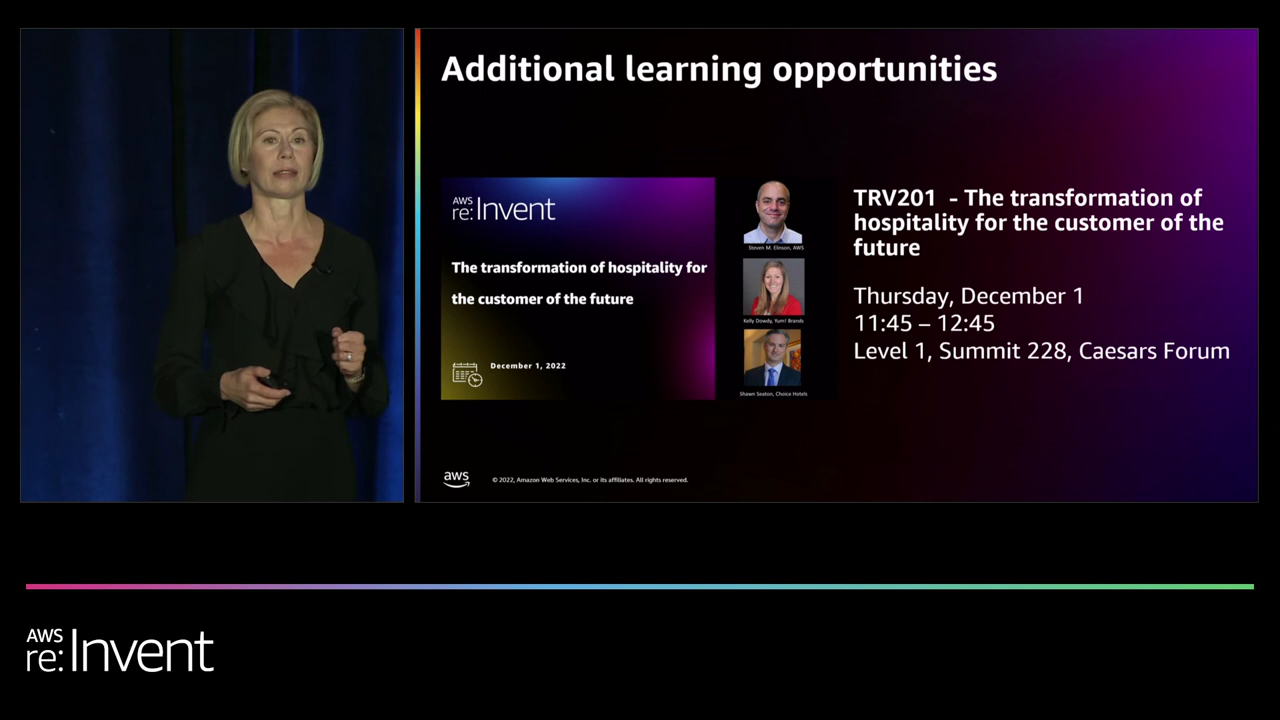 Additional learning opportunities
AWS
re:Invent
The transformation of hospitality for
the customer of the future
December 1, 2022
Steven M. Elinson, AWS
Kelly Dowdy, Yum! Brands
Shawn Seaton, Choice Hotels
TRV201 - The transformation of
hospitality for the customer of the
future
Thursday, December 1
11:45 – 12:45
Level 1, Summit 228, Caesars Forum
aws
© 2022, Amazon Web Services, Inc. or its affiliates. All rights reserved.
AWS
re:Invent